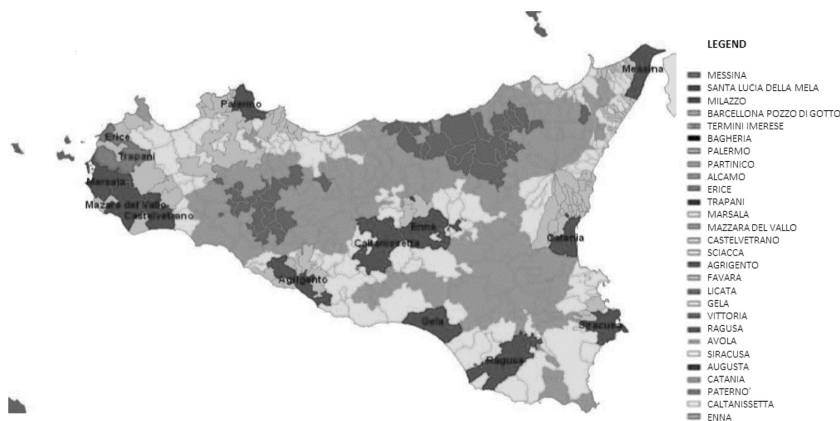 Messina
Palermo
Erice
Trapani
Marsala
Mazara del Vallo
Castelvetrano
Enna
Caltanissetta
Catania
Agrigento
Gela
Siracusa
Ragusa
LEGEND
MESSINA
SANTA LUCIA DELLA MELA
MILAZZO
BARCELLONA POZZO DI GOTTO
TERMINI IMERESE
BAGHERIA
PALERMO
PARTINICO
ALCAMO
ERICE
TRAPANI
MARSALA
MAZZARA DEL VALLO
CASTELVETRANO
SCIACCA
AGRIGENTO
FAVARA
LICATA
GELA
VITTORIA
RAGUSA
AVOLA
SIRACUSA
AUGUSTA
CATANIA
PATERNO'
CALTANISSETTA
ENNA